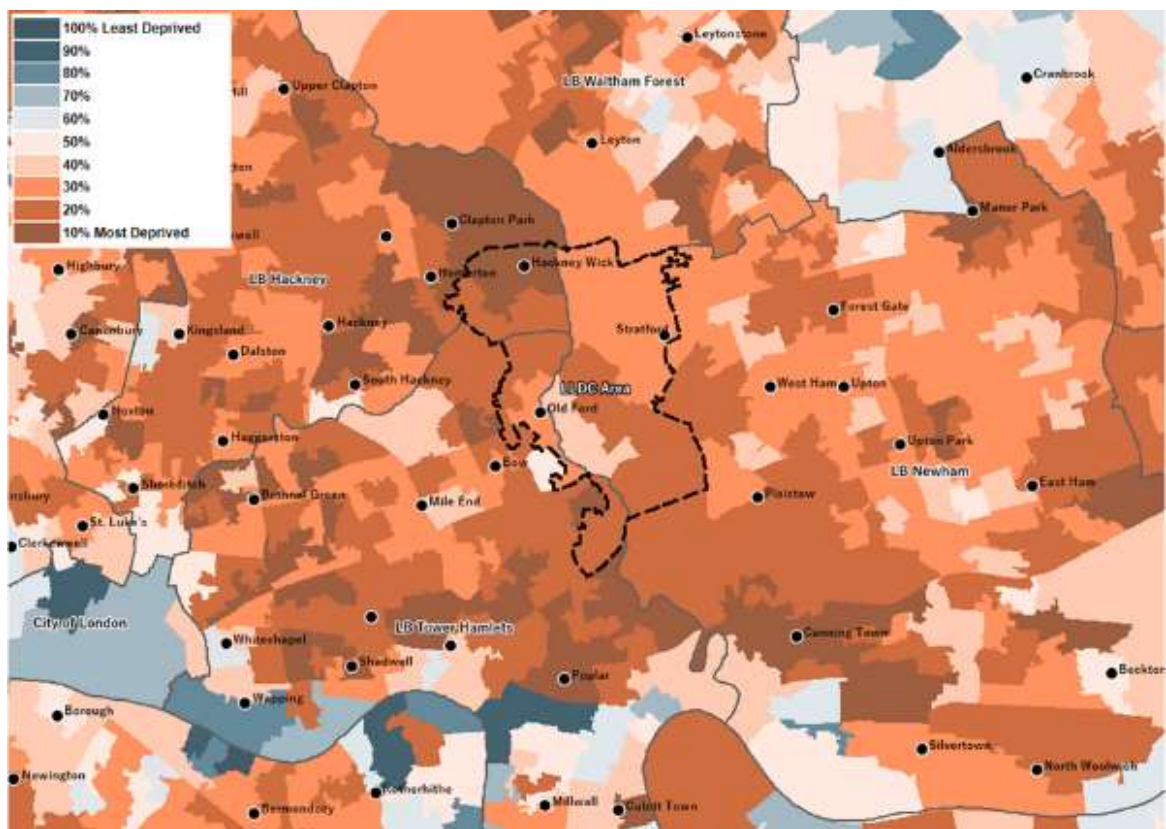 100% Least Deprived
90%
80%
70%
60%
50%
40%
30%
20%
10% Most Deprived
Leytonstone
Cranbrook
LB Waltham Forest
Upper Clapton
Leyton
Aldersbrook
Manor Park
Clapton Park
Hackney Wick
Homerton
Highbury
LB Hackney
Forest Gate
Canonbury
Kingsland
Hackney
Stratford
Dalston
South Hackney
LLDC Area
West Ham
Upton
Hoxton
Old Ford
Haggerston
Upton Park
Bow
LB Newham
Shoreditch
Bethnal Green
Mile End
Plaistow
East Ham
St. Luke's
Clerkenwell
City of London
Whitechapel
LB Tower Hamlets
Canning Town
Shadwell
Poplar
Beckton
Wapping
Borough
Silvertown
Newington
Rotherhithe
North Woolwich
Bermondsey
Millwall
Cubit Town